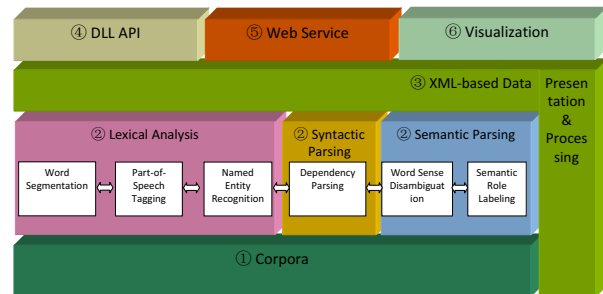 ④ DLL API
⑤ Web Service
⑥ Visualization
③ XML-based Data
Presen
tation
&
Proces
sing
② Lexical Analysis
② Syntactic
Parsing
② Semantic Parsing
Word
Segmentation
Part-of-
Speech
Tagging
Named
Entity
Recognition
Dependency
Parsing
Word Sense
Disambiguat
ion
Semantic
Role
Labeling
① Corpora